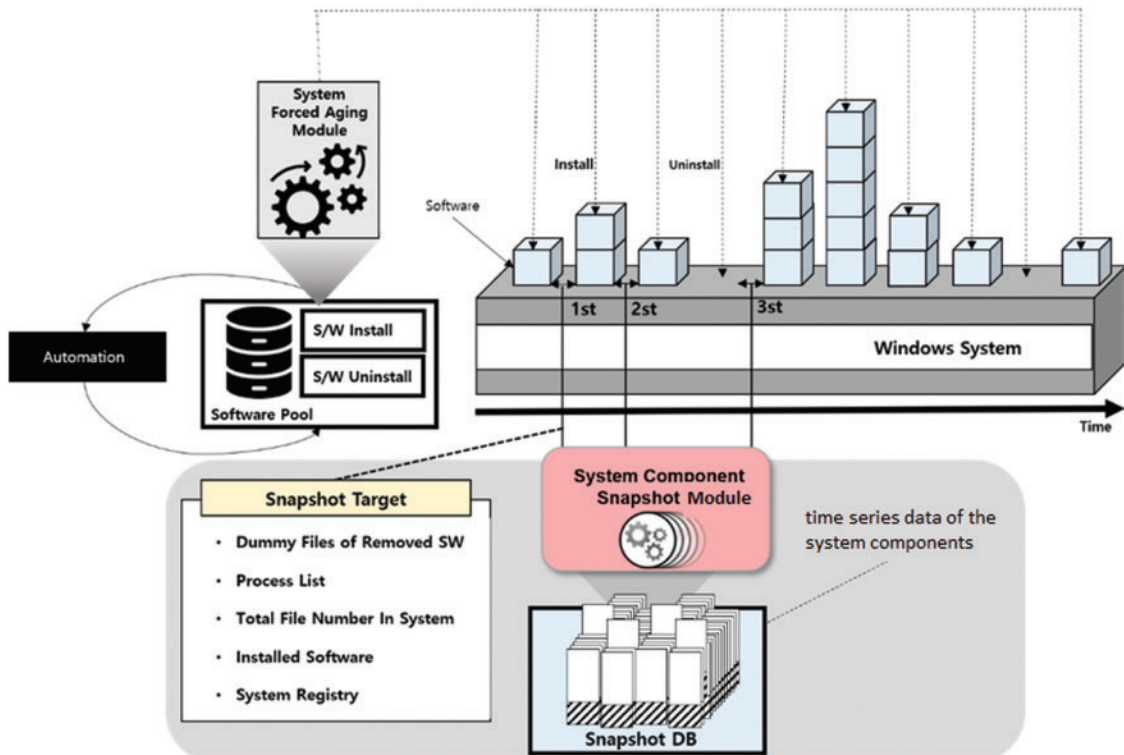 System
Forced Aging
Module
Install
Uninstall
Software
1st
2st
3st
Automation
S/W Install
S/W Uninstall
Software Pool
Windows System
Time
Snapshot Target
• Dummy Files of Removed SW
• Process List
• Total File Number In System
• Installed Software
• System Registry
System Component
Snapshot Module
time series data of the
system components
Snapshot DB